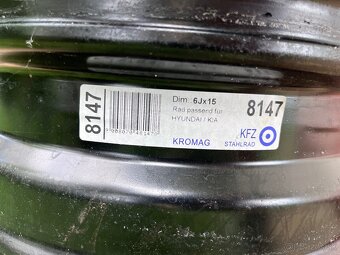 8147
Dim: 6Jx15
Rad passend für
HYUNDAI / KIA
8147
KROMAG
KFZ
STAHLRAD